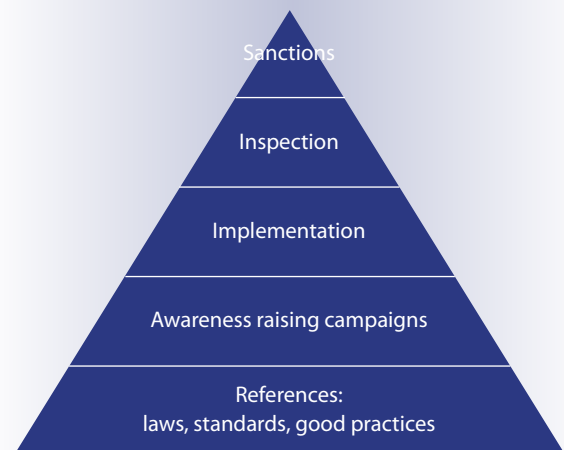 Sanctions
Inspection
Implementation
Awareness raising campaigns
References:
laws, standards, good practices